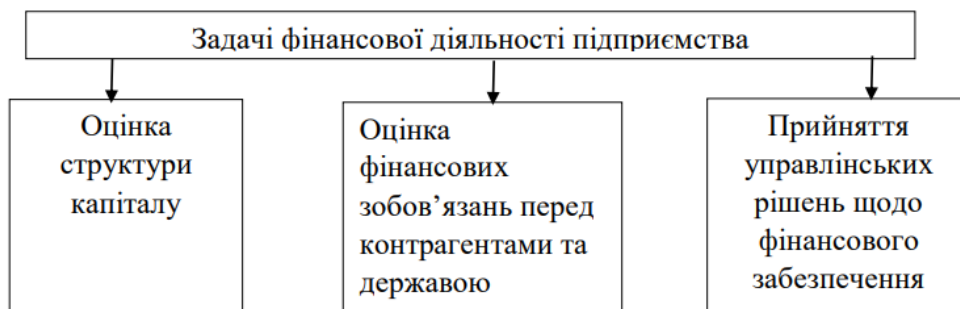 Задачі фінансової діяльності підприємства
Оцінка
структури
капіталу
Оцінка
фінансових
зобов’язань перед
контрагентами та
державою
Прийняття
управлінських
рішень щодо
фінансового
забезпечення